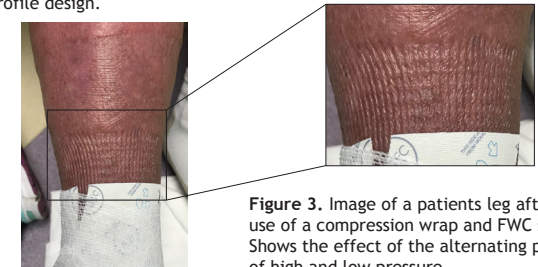 rofile design.
Figure 3. Image of a patients leg aft
use of a compression wrap and FWC
Shows the effect of the alternating p
of high and low pressure